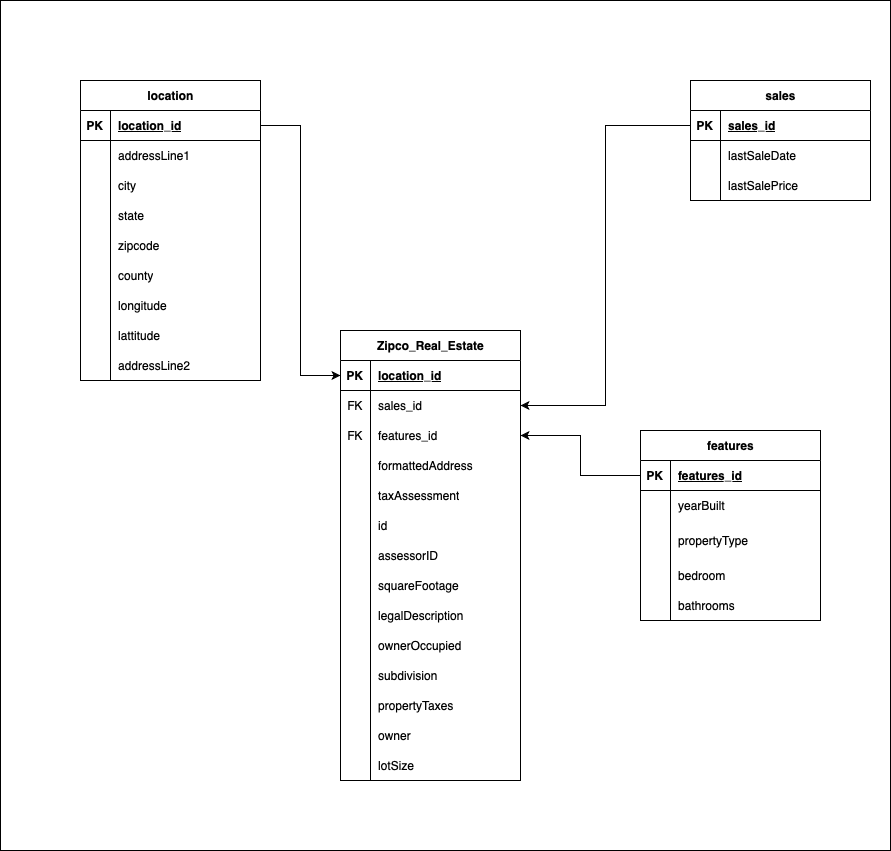 location
PK location_id
addressLine1
city
state
zipcode
county
longitude
lattitude
addressLine2
sales
PK sales_id
lastSaleDate
lastSalePrice
Zipco_Real_Estate
PK location_id
FK sales_id
FK features_id
formattedAddress
taxAssessment
id
assessorID
squareFootage
legalDescription
ownerOccupied
subdivision
propertyTaxes
owner
lotSize
features
PK features_id
yearBuilt
propertyType
bedroom
bathrooms